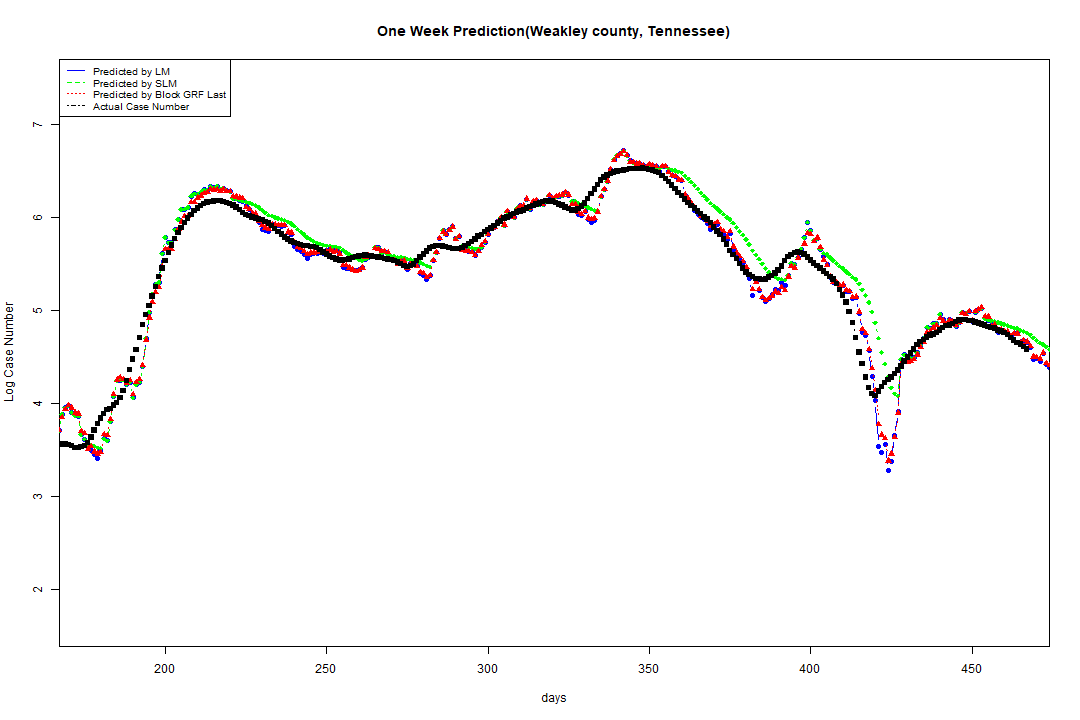 One Week Prediction(Weakley county, Tennessee)
Predicted by LM
Predicted by SLM
Predicted by Block GRF Last
Actual Case Number
7
6
5
4
3
2
Log Case Number
200 250 300 350 400 450
days